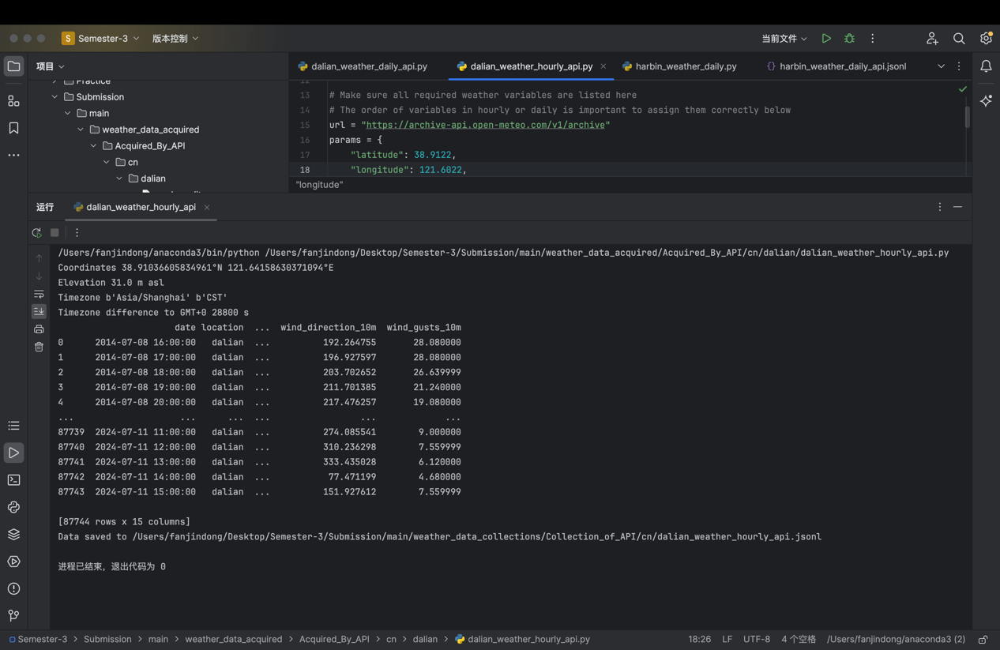 S Semester-3 版本控制 当前文件
项目
dalian_weather_daily_api.py dalian_weather_hourly_api.py harbin_weather_daily.py harbin_weather_daily_api.jsonl
Practice
Submission
main
weather_data_acquired
Acquired_By_API
cn
dalian
12
13 # Make sure all required weather variables are listed here
14 # The order of variables in hourly or daily is important to assign them correctly below
15 url = "https://archive-api.open-meteo.com/v1/archive"
16 params = {
17 "latitude": 38.9122,
18 "longitude": 121.6022,
"longitude"
运行 dalian_weather_hourly_api
/Users/fanjindong/anaconda3/bin/python /Users/fanjindong/Desktop/Semester-3/Submission/main/weather_data_acquired/Acquired_By_API/cn/dalian/dalian_weather_hourly_api.py
Coordinates 38.91036605834961°N 121.64158630371094°E
Elevation 31.0 m asl
Timezone b'Asia/Shanghai' b'CST'
Timezone difference to GMT+0 28800 s
date location ... wind_direction_10m wind_gusts_10m
0 2014-07-08 16:00:00 dalian ... 192.264755 28.080000
1 2014-07-08 17:00:00 dalian ... 196.927597 28.080000
2 2014-07-08 18:00:00 dalian ... 203.702652 26.639999
3 2014-07-08 19:00:00 dalian ... 211.701385 21.240000
4 2014-07-08 20:00:00 dalian ... 217.476257 19.080000
... ... ... ... ... ...
87739 2024-07-11 11:00:00 dalian ... 274.085541 9.000000
87740 2024-07-11 12:00:00 dalian ... 310.236298 7.559999
87741 2024-07-11 13:00:00 dalian ... 333.435028 6.120000
87742 2024-07-11 14:00:00 dalian ... 77.471199 4.680000
87743 2024-07-11 15:00:00 dalian ... 151.927612 7.559999
[87744 rows x 15 columns]
Data saved to /Users/fanjindong/Desktop/Semester-3/Submission/main/weather_data_collections/Collection_of_API/cn/dalian_weather_hourly_api.jsonl
进程已结束，退出代码为 0
Semester-3 > Submission > main > weather_data_acquired > Acquired_By_API > cn > dalian > dalian_weather_hourly_api.py 18:26 LF UTF-8 4 个空格 /Users/fanjindong/anaconda3 (2)